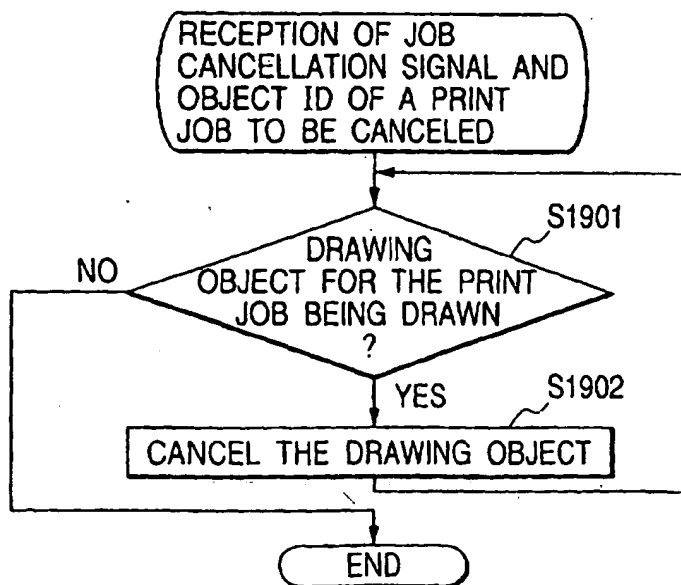 RECEPTION OF JOB
CANCELLATION SIGNAL AND
OBJECT ID OF A PRINT
JOB TO BE CANCELED
S1901
DRAWING
OBJECT FOR THE PRINT
JOB BEING DRAWN
?
NO
YES
S1902
CANCEL THE DRAWING OBJECT
END